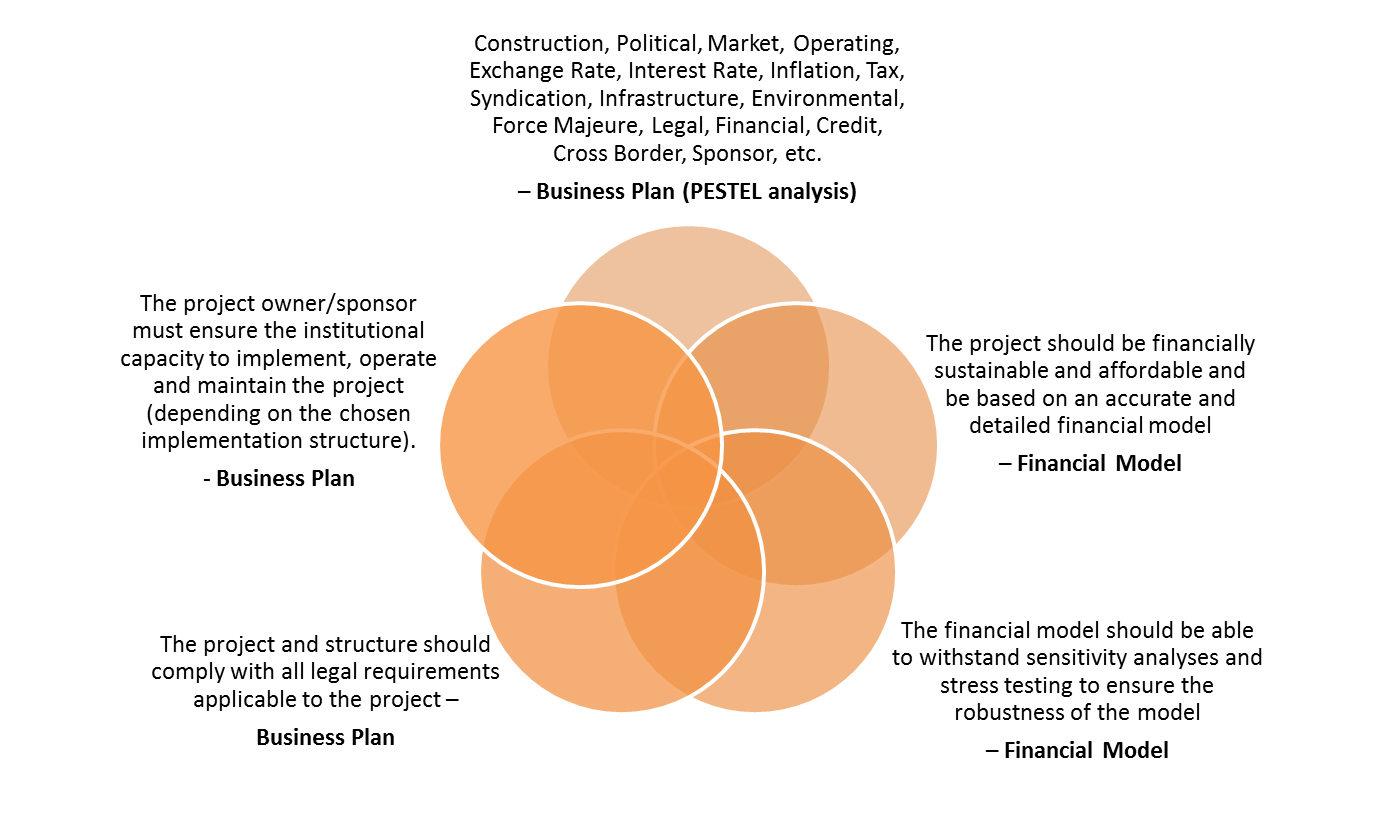 Construction, Political, Market, Operating,
Exchange Rate, Interest Rate, Inflation, Tax,
Syndication, Infrastructure, Environmental,
Force Majeure, Legal, Financial, Credit,
Cross Border, Sponsor, etc.
– Business Plan (PESTEL analysis)
The project owner/sponsor
must ensure the institutional
capacity to implement, operate
and maintain the project
(depending on the chosen
implementation structure).
- Business Plan
The project should be financially
sustainable and affordable and
be based on an accurate and
detailed financial model
– Financial Model
The project and structure should
comply with all legal requirements
applicable to the project –
Business Plan
The financial model should be able
to withstand sensitivity analyses and
stress testing to ensure the
robustness of the model
– Financial Model